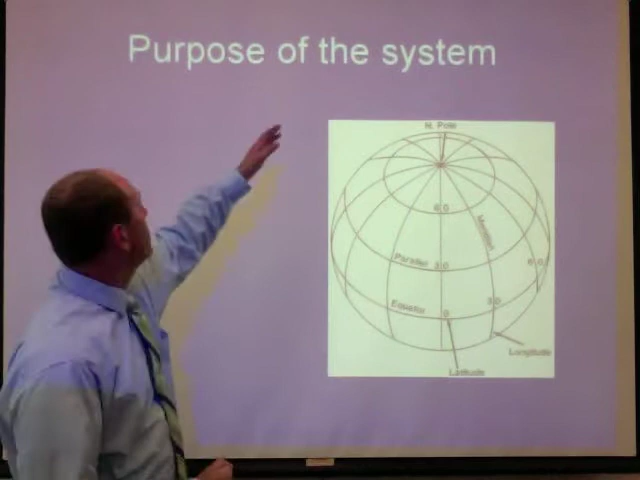 Purpose of the system
N. Pole
60
Meridian
Parallel 30
60
Equator
0
30
Longitude
Latitude